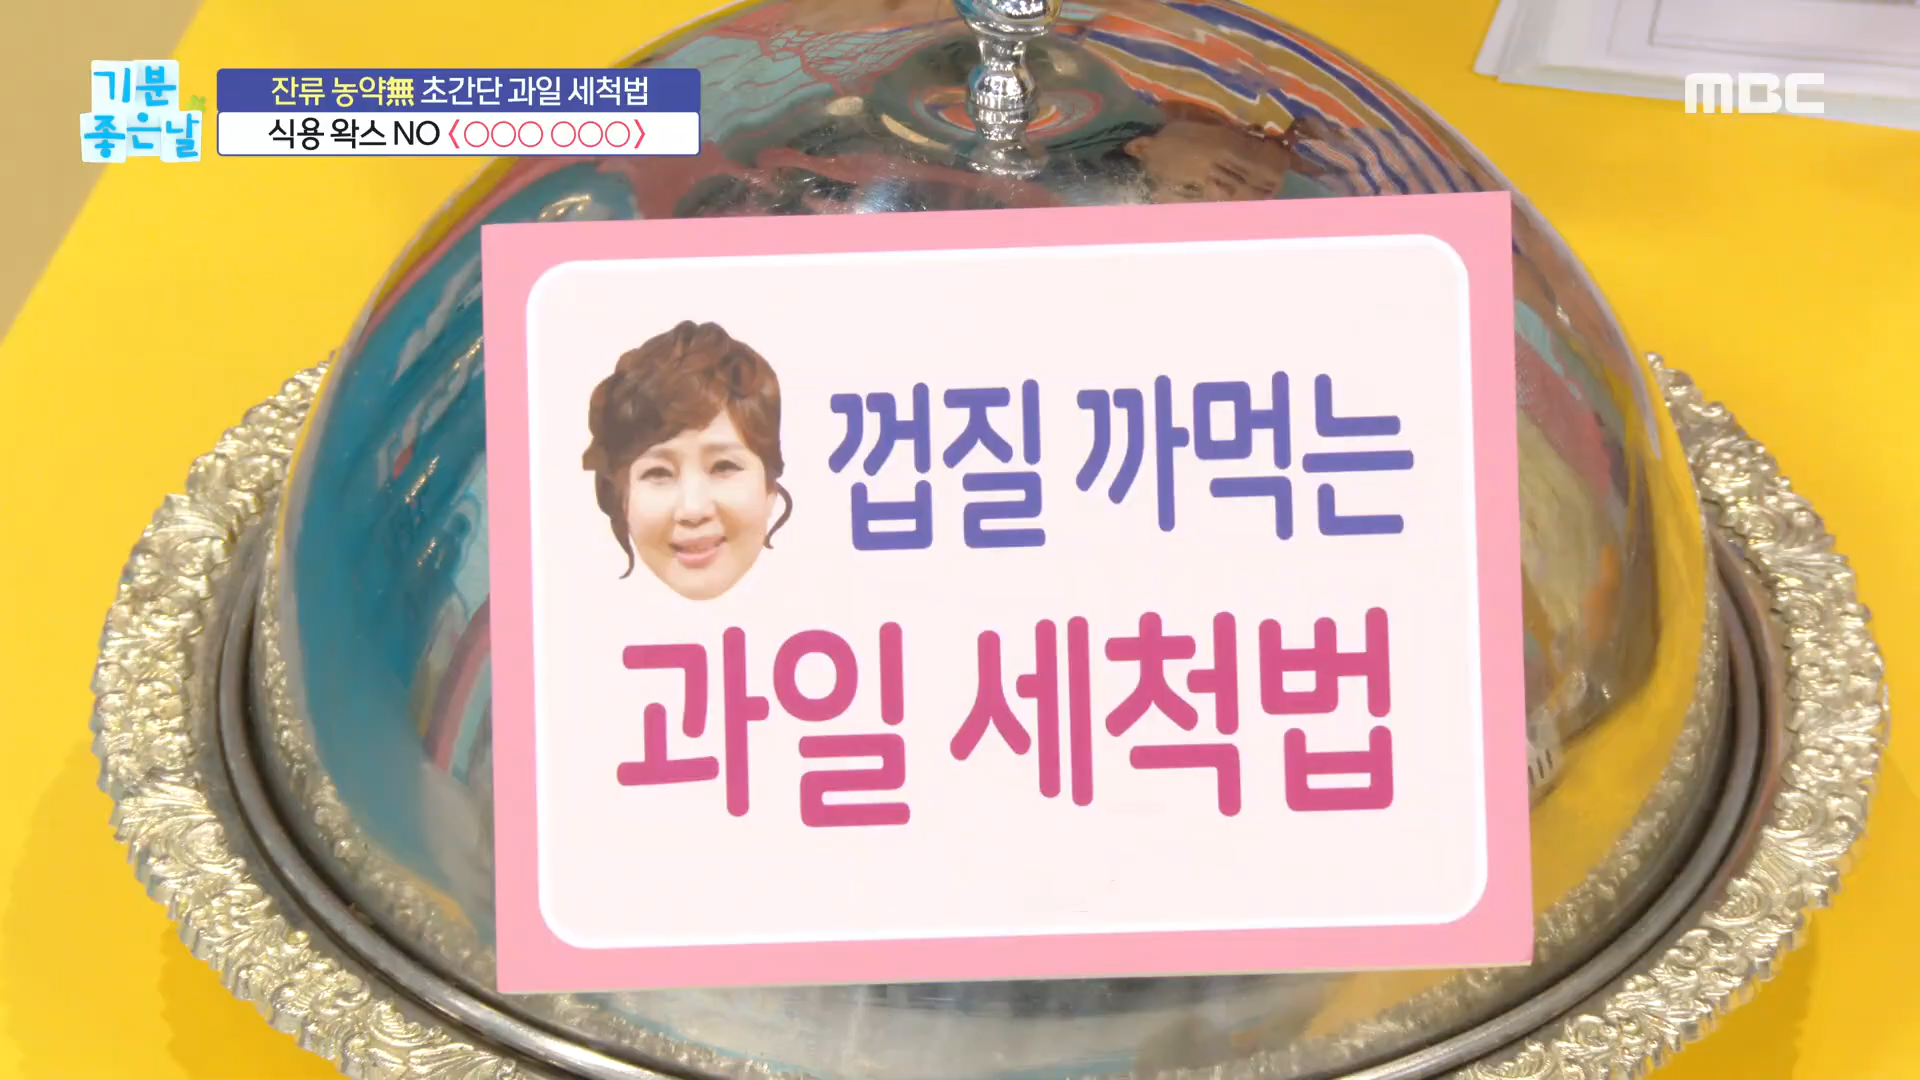 기분
좋은날
잔류 농약無 초간단 과일 세척법
식용 왁스 NO <○○○ ○○○>
MBC
껍질 까먹는
과일 세척법